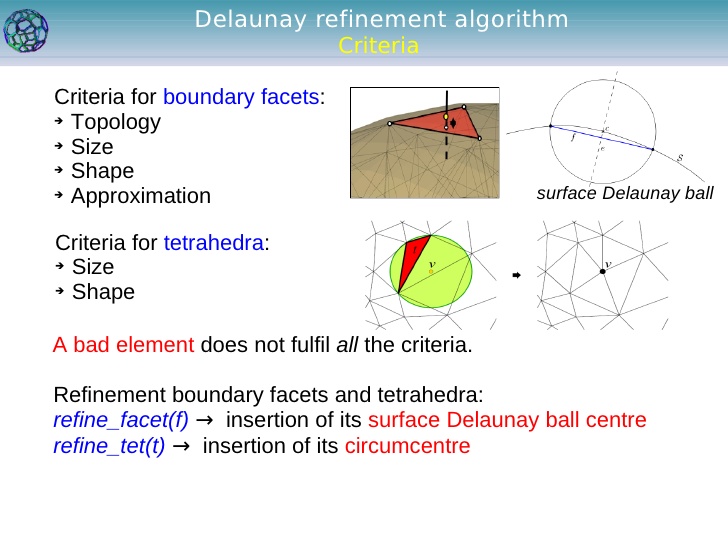 Delaunay refinement algorithm
Criteria
Criteria for boundary facets:
➔ Topology
➔ Size
➔ Shape
➔ Approximation
f
c
e
s
surface Delaunay ball
Criteria for tetrahedra:
➔ Size
➔ Shape
t
v
➨
v
A bad element does not fulfil all the criteria.
Refinement boundary facets and tetrahedra:
refine_facet(f) → insertion of its surface Delaunay ball centre
refine_tet(t) → insertion of its circumcentre